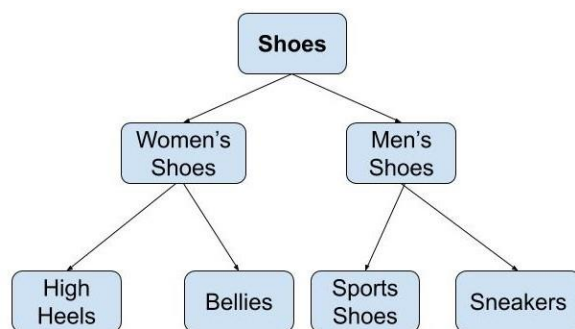 Shoes
Women's
Shoes
Men's
Shoes
High
Heels
Bellies
Sports
Shoes
Sneakers